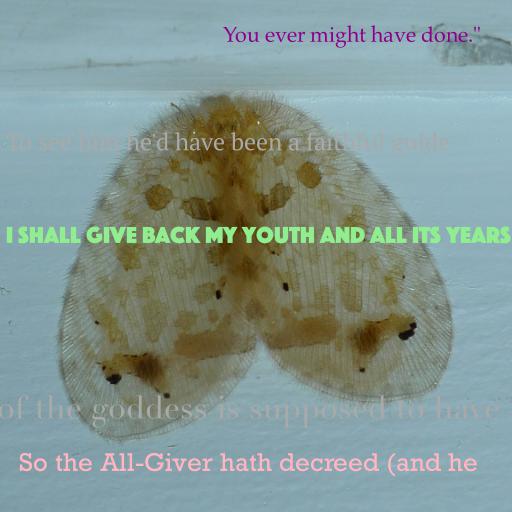 You ever might have done."
To see him he'd have been a faithful guide
I SHALL GIVE BACK MY YOUTH AND ALL ITS YEARS
of the goddess is supposed to have
So the All-Giver hath decreed (and he